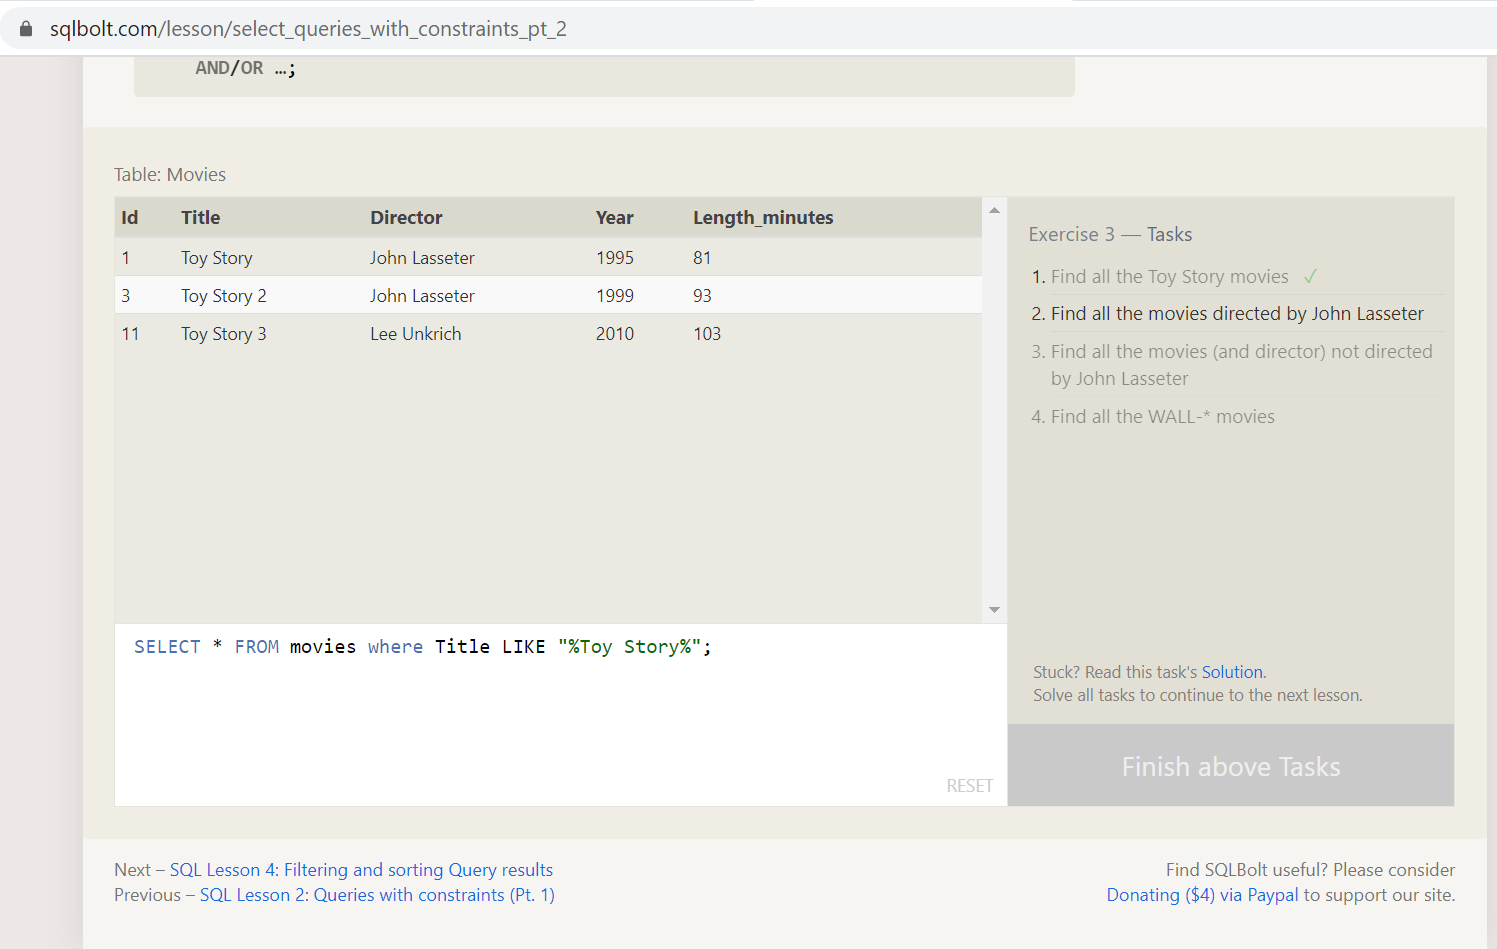 sqlbolt.com/lesson/select_queries_with_constraints_pt_2
AND/OR …;
Table: Movies
Id Title Director Year Length_minutes
1 Toy Story John Lasseter 1995 81
3 Toy Story 2 John Lasseter 1999 93
11 Toy Story 3 Lee Unkrich 2010 103
SELECT * FROM movies where Title LIKE "%Toy Story%";
RESET
Exercise 3 — Tasks
1. Find all the Toy Story movies ✓
2. Find all the movies directed by John Lasseter
3. Find all the movies (and director) not directed
by John Lasseter
4. Find all the WALL-* movies
Stuck? Read this task's Solution.
Solve all tasks to continue to the next lesson.
Finish above Tasks
Next – SQL Lesson 4: Filtering and sorting Query results
Previous – SQL Lesson 2: Queries with constraints (Pt. 1)
Find SQLBolt useful? Please consider
Donating ($4) via Paypal to support our site.